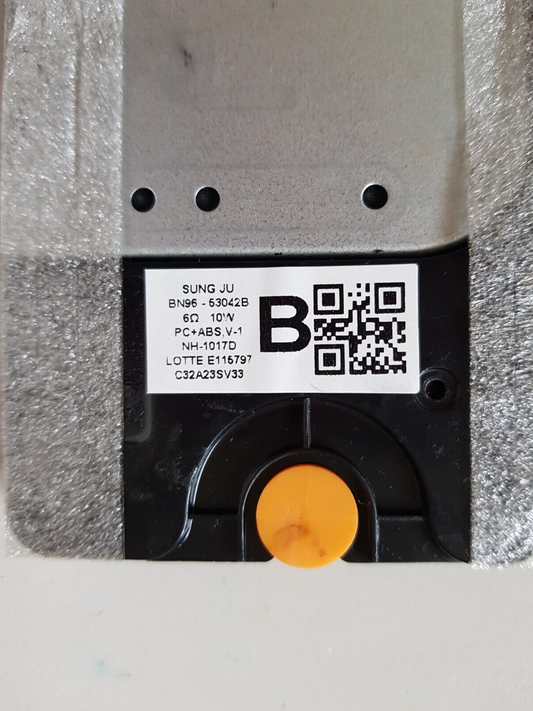 SUNG JU
BN96 - 53042B
6Ω 10W
PC+ABS,V-1
NH-1017D
LOTTE E115797
C32A23SV33
B